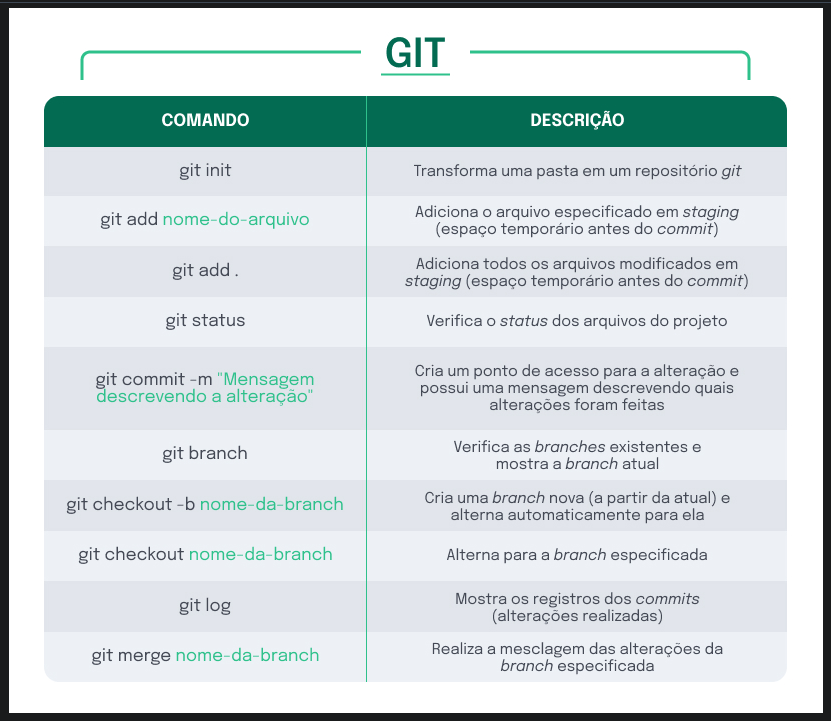 GIT
COMANDO
DESCRIÇÃO
git init
Transforma uma pasta em um repositório git
git add nome-do-arquivo
Adiciona o arquivo especificado em staging
(espaço temporário antes do commit)
git add .
Adiciona todos os arquivos modificados em
staging (espaço temporário antes do commit)
git status
Verifica o status dos arquivos do projeto
git commit -m "Mensagem
descrevendo a alteração"
Cria um ponto de acesso para a alteração e
possui uma mensagem descrevendo quais
alterações foram feitas
git branch
Verifica as branches existentes e
mostra a branch atual
git checkout -b nome-da-branch
Cria uma branch nova (a partir da atual) e
alterna automaticamente para ela
git checkout nome-da-branch
Alterna para a branch especificada
git log
Mostra os registros dos commits
(alterações realizadas)
git merge nome-da-branch
Realiza a mesclagem das alterações da
branch especificada